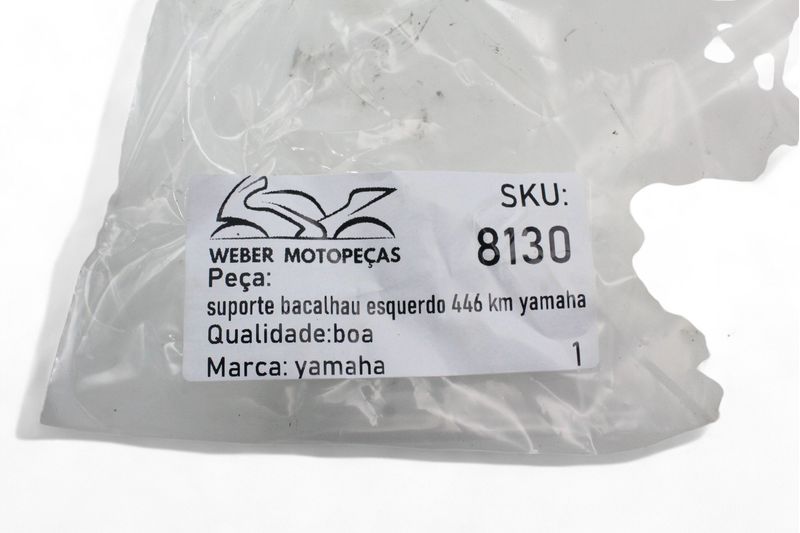 SKU:
8130
WEBER MOTOPEÇAS
Peça:
suporte bacalhau esquerdo 446 km yamaha
Qualidade:boa
Marca: yamaha
1